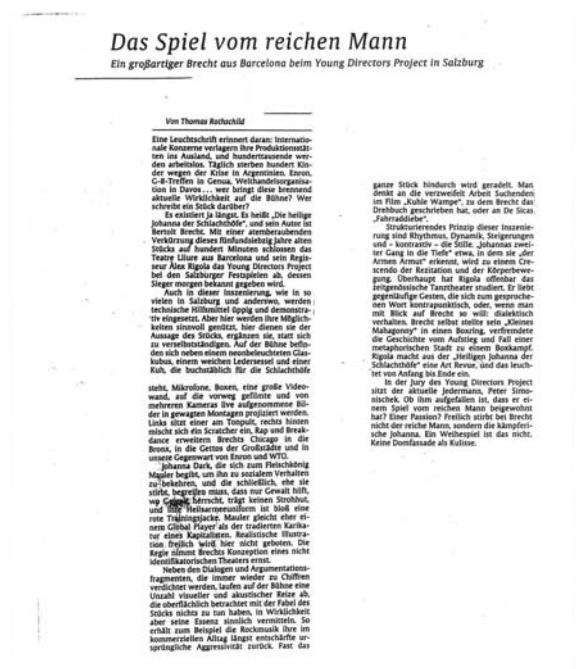 Das Spiel vom reichen Mann
Ein großartiger Brecht aus Barcelona beim Young Directors Project in Salzburg
Von Thomas Rothschild
Eine Leuchtschrift erinnert daran: Internatio-
nale Konzerne verlagern ihre Produktionsstät-
ten ins Ausland, und hunderttausende wer-
den arbeitslos. Täglich sterben hundert Kin-
der wegen der Krise in Argentinien. Enron,
G-8-Treffen in Genua, Welthandelsorganisa-
tion in Davos... wer bringt diese brennend
aktuelle Wirklichkeit auf die Bühne? Wer
schreibt ein Stück darüber?
Es existiert ja längst. Es heißt „Die heilige
Johanna der Schlachthöfe“, und sein Autor ist
Bertolt Brecht. Mit einer atemberaubenden
Verkürzung dieses fünfundsiebzig Jahre alten
Stücks auf hundert Minuten schlossen das
Teatre Lliure aus Barcelona und sein Regis-
seur Àlex Rigola das Young Directors Project
bei den Salzburger Festspielen ab, dessen
Sieger morgen bekannt gegeben wird.
Auch in dieser Inszenierung, wie in so
vielen in Salzburg und anderswo, werden
technische Hilfsmittel üppig und demonstra-
tiv eingesetzt. Aber hier werden ihre Möglich-
keiten sinnvoll genützt, hier dienen sie der
Aussage des Stücks, ergänzen sie, statt sich
zu verselbstständigen. Auf der Bühne befin-
den sich neben einem neonbeleuchteten Glas-
kubus, einem weichen Ledersessel und einer
Kuh, die buchstäblich für die Schlachthöfe
steht, Mikrofone, Boxen, eine große Video-
wand, auf die vorweg gefilmte und von
mehreren Kameras live aufgenommene Bil-
der in gewagten Montagen projiziert werden.
Links sitzt einer am Tonpult, rechts hinten
mischt sich ein Scratcher ein, Rap und Break-
dance erweitern Brechts Chicago in die
Bronx, in die Gettos der Großstädte und in
unsere Gegenwart von Enron und WTO.
Johanna Dark, die sich zum Fleischkönig
Mauler begibt, um ihn zu sozialem Verhalten
zu bekehren, und die schließlich, ehe sie
stirbt, begreifen muss, dass nur Gewalt hilft,
wo Gewalt herrscht, trägt keinen Strohhut,
und ihre Heilsarmeeuniform ist bloß eine
rote Trainingsjacke. Mauler gleicht eher ei-
nem Global Player als der tradierten Karika-
tur eines Kapitalisten. Realistische Illustra-
tion freilich wird hier nicht geboten. Die
Regie nimmt Brechts Konzeption eines nicht
identifikatorischen Theaters ernst.
Neben den Dialogen und Argumentations-
fragmenten, die immer wieder zu Chiffren
verdichtet werden, laufen auf der Bühne eine
Unzahl visueller und akustischer Reize ab,
die oberflächlich betrachtet mit der Fabel des
Stücks nichts zu tun haben, in Wirklichkeit
aber seine Essenz sinnlich vermitteln. So
erhält zum Beispiel die Rockmusik ihre im
kommerziellen Alltag längst entschärfte ur-
sprüngliche Aggressivität zurück. Fast das
ganze Stück hindurch wird geradelt. Man
denkt an die verzweifelt Arbeit Suchenden
im Film „Kuhle Wampe“, zu dem Brecht das
Drehbuch geschrieben hat, oder an De Sicas
„Fahrraddiebe“.
Strukturierendes Prinzip dieser Inszenie-
rung sind Rhythmus, Dynamik, Steigerungen
und – kontrastiv – die Stille. „Johannas zwei-
ter Gang in die Tiefe“ etwa, in dem sie „der
Armen Armut“ erkennt, wird zu einem Cre-
scendo der Rezitation und der Körperbewe-
gung. Überhaupt hat Rigola offenbar das
zeitgenössische Tanztheater studiert. Er liebt
gegenläufige Gesten, die sich zum gesproche-
nen Wort kontrapunktisch, oder, wenn man
mit Blick auf Brecht so will: dialektisch
verhalten. Brecht selbst stellte sein „Kleines
Mahagonny“ in einen Boxring, verfremdete
die Geschichte vom Aufstieg und Fall einer
metaphorischen Stadt zu einem Boxkampf.
Rigola macht aus der „Heiligen Johanna der
Schlachthöfe“ eine Art Revue, und das leuch-
tet von Anfang bis Ende ein.
In der Jury des Young Directors Project
sitzt der aktuelle Jedermann, Peter Simo-
nischek. Ob ihm aufgefallen ist, dass er ei-
nem Spiel vom reichen Mann beigewohnt
hat? Einer Passion? Freilich stirbt bei Brecht
nicht der reiche Mann, sondern die kämpferi-
sche Johanna. Ein Weihespiel ist das nicht.
Keine Domfassade als Kulisse.